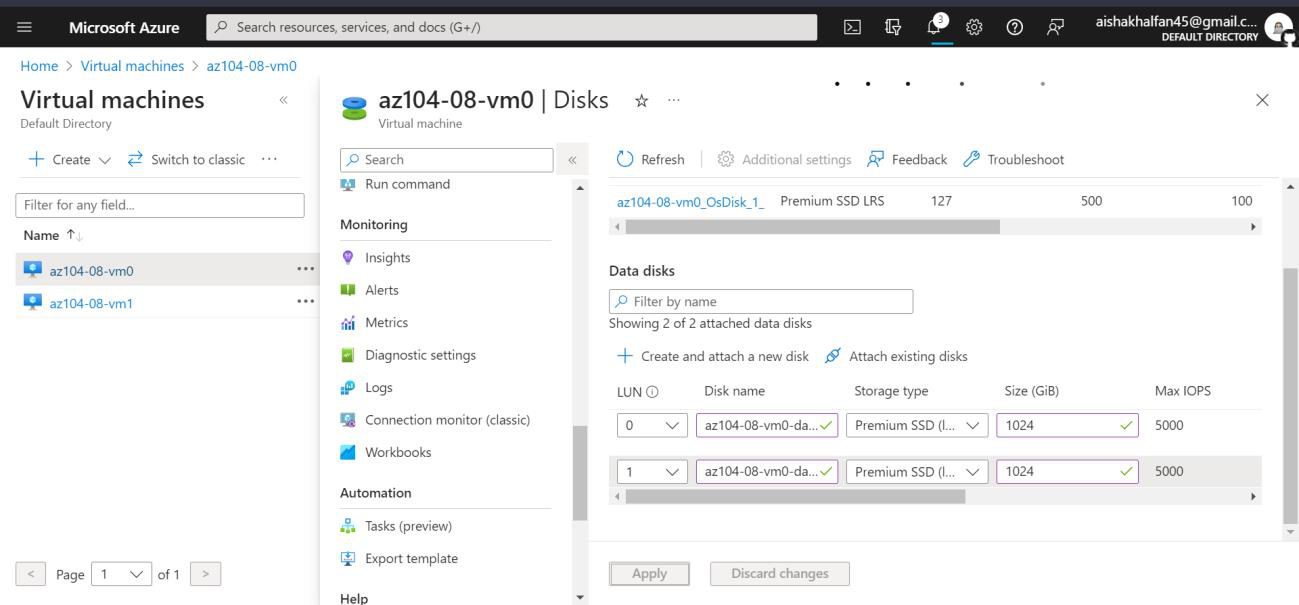 Microsoft Azure
Search resources, services, and docs (G+/)
3
aishakhalfan45@gmail.c...
DEFAULT DIRECTORY
Home > Virtual machines > az104-08-vm0
Virtual machines «
Default Directory
+ Create Switch to classic ...
Filter for any field...
Name ↑↓
az104-08-vm0 ...
az104-08-vm1 ...
< Page 1 of 1 >
az104-08-vm0 | Disks ☆ ...
Virtual machine
Search «
Run command
Monitoring
Insights
Alerts
Metrics
Diagnostic settings
Logs
Connection monitor (classic)
Workbooks
Automation
Tasks (preview)
Export template
Help
Refresh | Additional settings Feedback Troubleshoot
az104-08-vm0_OsDisk_1_ Premium SSD LRS 127 500 100
Data disks
Filter by name
Showing 2 of 2 attached data disks
+ Create and attach a new disk Attach existing disks
LUN Disk name Storage type Size (GiB) Max IOPS
0 az104-08-vm0-da... Premium SSD (l... 1024 5000
1 az104-08-vm0-da... Premium SSD (l... 1024 5000
Apply Discard changes